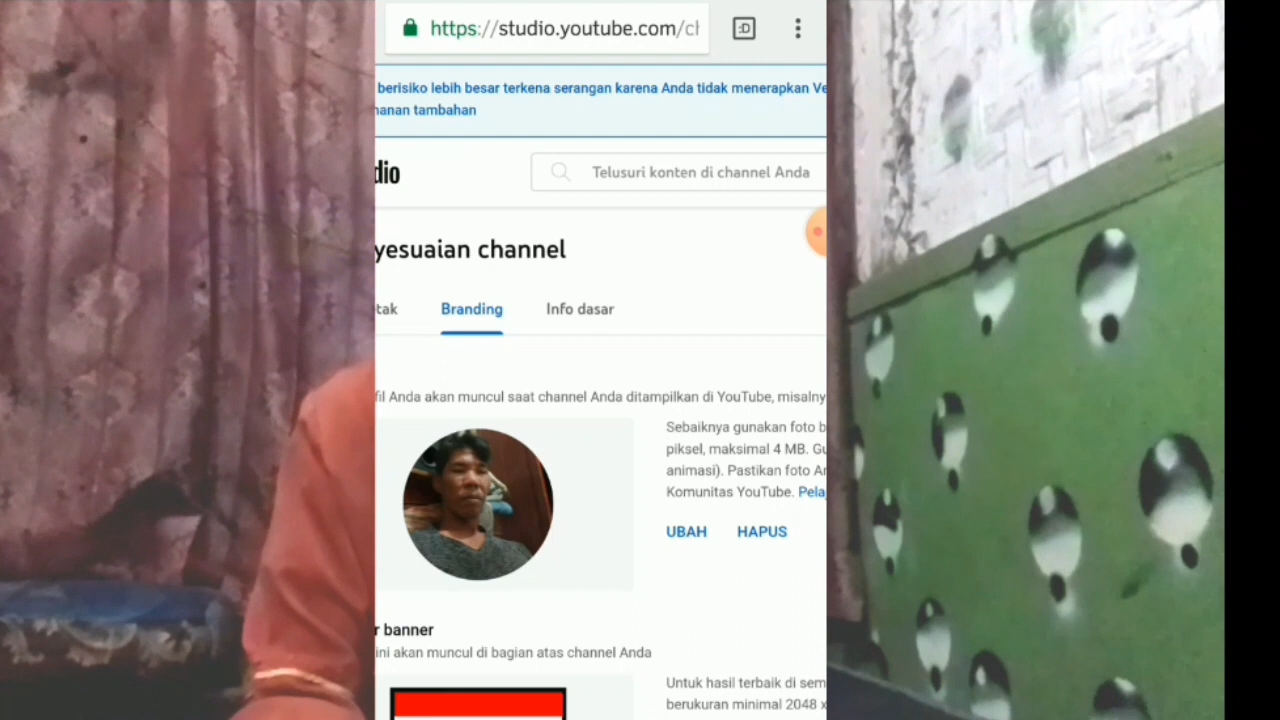 https://studio.youtube.com/ch
:D
berisiko lebih besar terkena serangan karena Anda tidak menerapkan Ve
hanan tambahan
dio
Telusuri konten di channel Anda
yesuaian channel
tak
Branding
Info dasar
fil Anda akan muncul saat channel Anda ditampilkan di YouTube, misalny
Sebaiknya gunakan foto b
piksel, maksimal 4 MB. Gu
animasi). Pastikan foto An
Komunitas YouTube. Pela
UBAH
HAPUS
r banner
ini akan muncul di bagian atas channel Anda
Untuk hasil terbaik di sem
berukuran minimal 2048 x